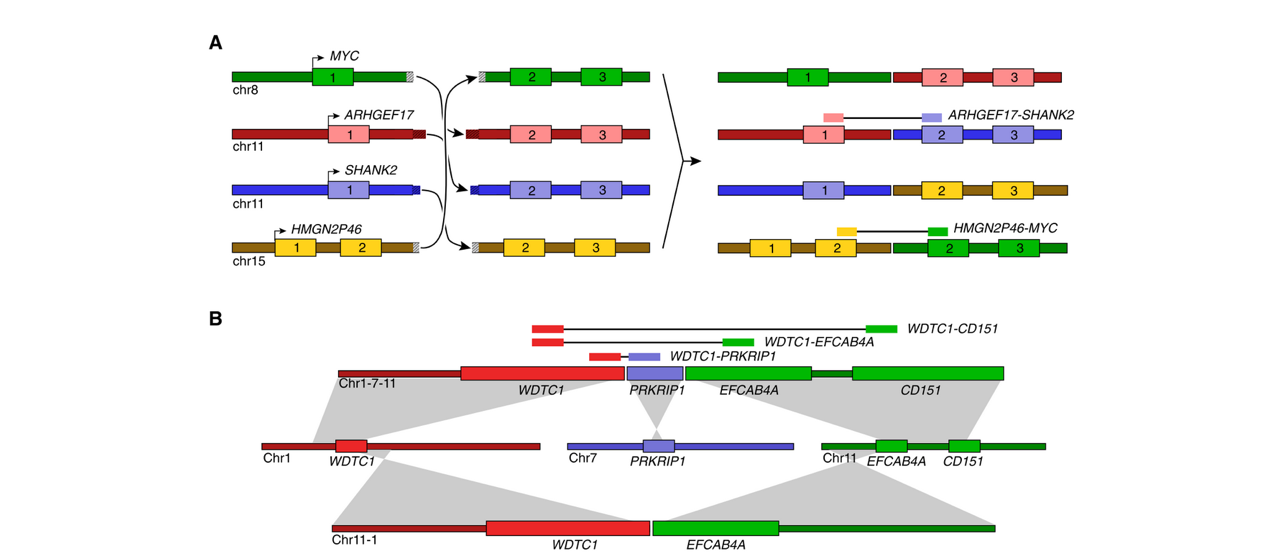 A
MYC
1
2
3
1
2
3
chr8
ARHGEF17
1
2
3
ARHGEF17-SHANK2
1
2
3
chr11
SHANK2
1
2
3
1
2
3
chr11
HMGN2P46
1
2
2
3
HMGN2P46-MYC
1
2
2
3
chr15
B
WDTC1-CD151
WDTC1-EFCAB4A
WDTC1-PRKRIP1
Chr1-7-11
WDTC1
PRKRIP1
EFCAB4A
CD151
Chr1
WDTC1
Chr7
PRKRIP1
Chr11
EFCAB4A
CD151
Chr11-1
WDTC1
EFCAB4A